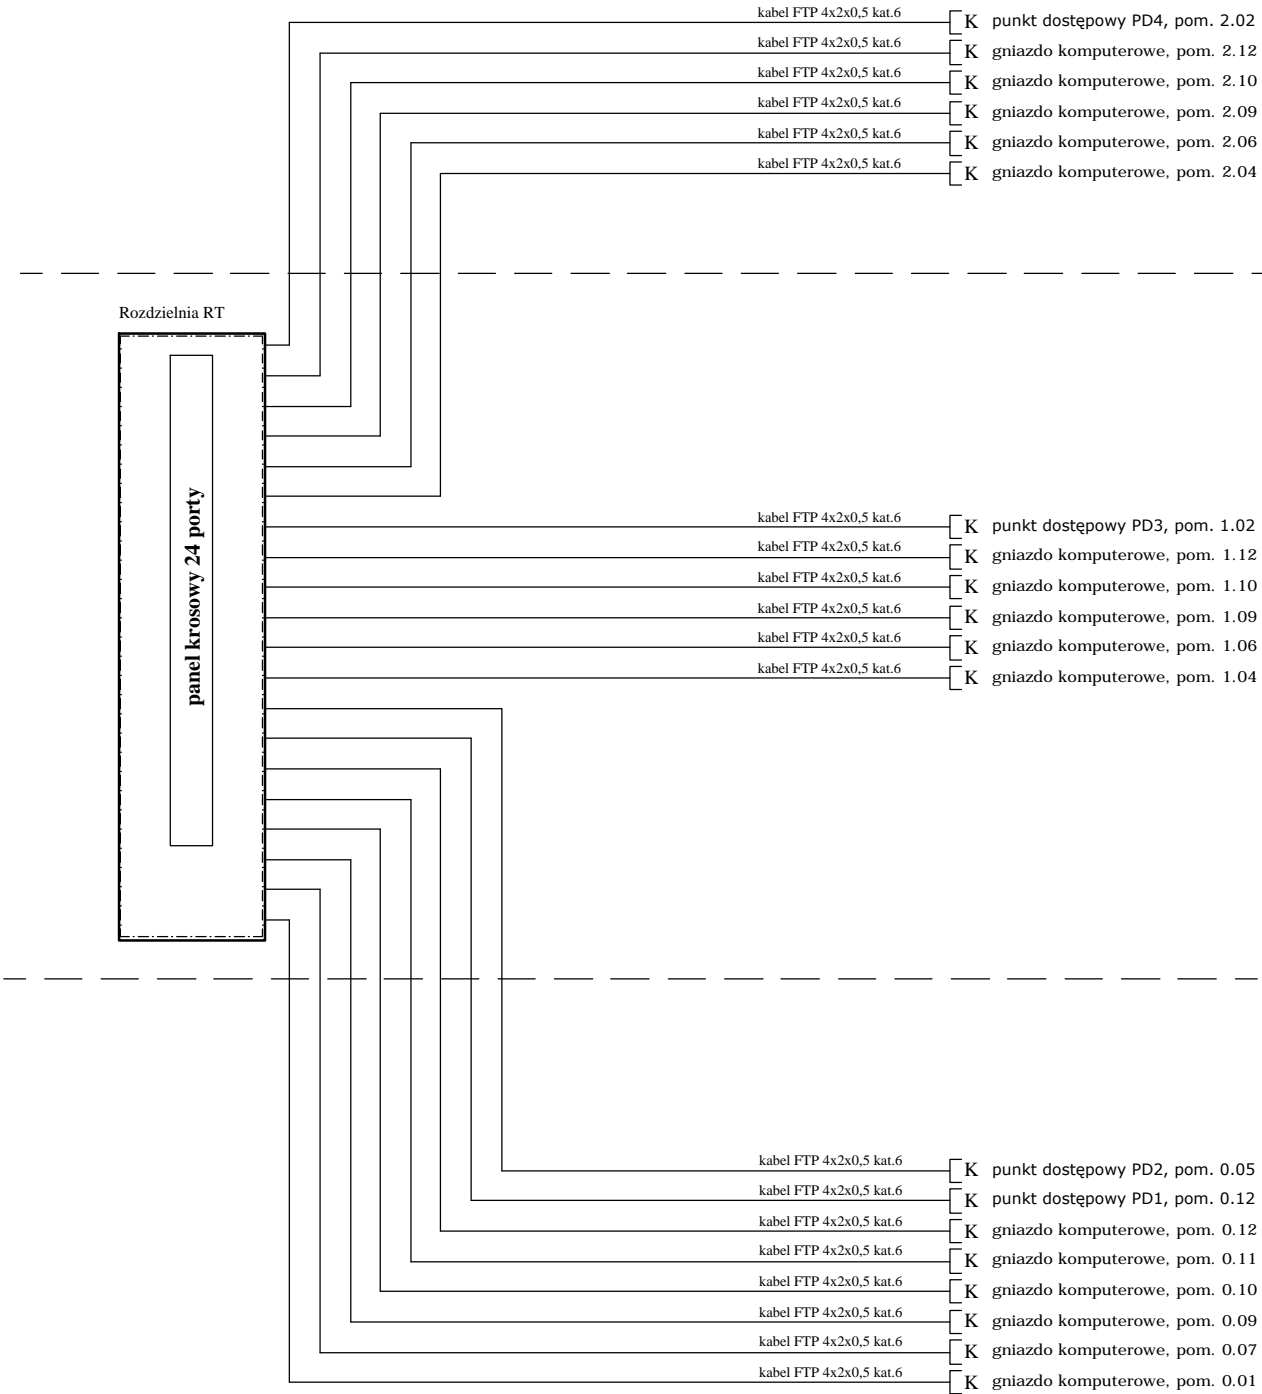 kabel FTP 4x2x0,5 kat.6 K punkt dostępowy PD4, pom. 2.02
kabel FTP 4x2x0,5 kat.6 K gniazdo komputerowe, pom. 2.12
kabel FTP 4x2x0,5 kat.6 K gniazdo komputerowe, pom. 2.10
kabel FTP 4x2x0,5 kat.6 K gniazdo komputerowe, pom. 2.09
kabel FTP 4x2x0,5 kat.6 K gniazdo komputerowe, pom. 2.06
kabel FTP 4x2x0,5 kat.6 K gniazdo komputerowe, pom. 2.04
Rozdzielnia RT
panel krosowy 24 porty
kabel FTP 4x2x0,5 kat.6 K punkt dostępowy PD3, pom. 1.02
kabel FTP 4x2x0,5 kat.6 K gniazdo komputerowe, pom. 1.12
kabel FTP 4x2x0,5 kat.6 K gniazdo komputerowe, pom. 1.10
kabel FTP 4x2x0,5 kat.6 K gniazdo komputerowe, pom. 1.09
kabel FTP 4x2x0,5 kat.6 K gniazdo komputerowe, pom. 1.06
kabel FTP 4x2x0,5 kat.6 K gniazdo komputerowe, pom. 1.04
kabel FTP 4x2x0,5 kat.6 K punkt dostępowy PD2, pom. 0.05
kabel FTP 4x2x0,5 kat.6 K punkt dostępowy PD1, pom. 0.12
kabel FTP 4x2x0,5 kat.6 K gniazdo komputerowe, pom. 0.12
kabel FTP 4x2x0,5 kat.6 K gniazdo komputerowe, pom. 0.11
kabel FTP 4x2x0,5 kat.6 K gniazdo komputerowe, pom. 0.10
kabel FTP 4x2x0,5 kat.6 K gniazdo komputerowe, pom. 0.09
kabel FTP 4x2x0,5 kat.6 K gniazdo komputerowe, pom. 0.07
kabel FTP 4x2x0,5 kat.6 K gniazdo komputerowe, pom. 0.01